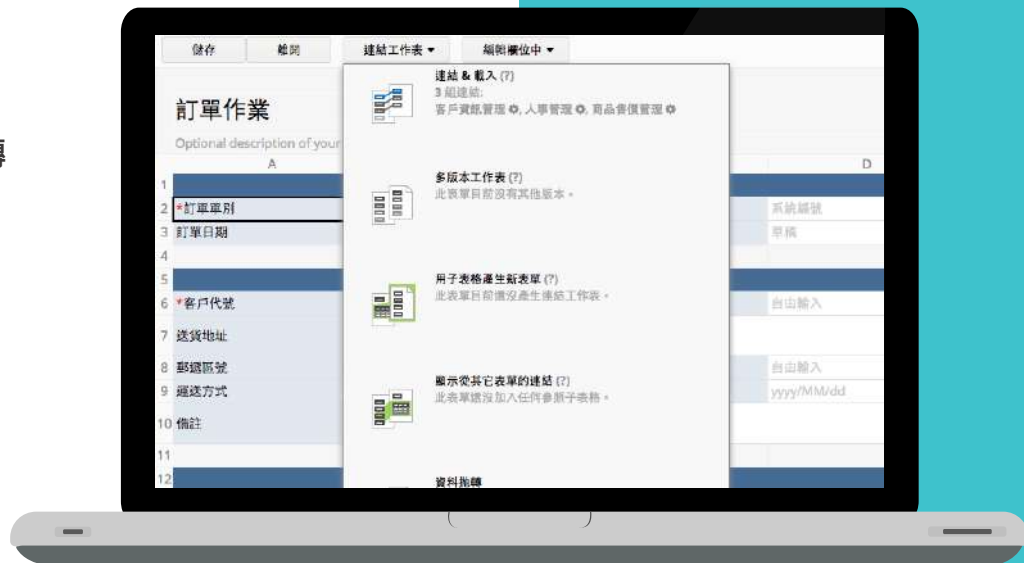 儲存 離開 連結工作表 編輯欄位中
連結 & 載入 (?)
3 組連結:
客戶資訊管理, 人事管理, 商品售價管理
訂單作業
Optional description of your
多版本工作表 (?)
此表單目前沒有其他版本。
A D
1
2 *訂單單別 系統編號
3 訂單日期 草稿
4
5
用子表格產生新表單 (?)
此表單目前還沒產生連結工作表。
6 *客戶代號 自由輸入
7 送貨地址
8 郵遞區號 自由輸入
顯示從其它表單的連結 (?)
此表單還沒加入任何參照子表格。
9 運送方式 yyyy/MM/dd
10 備註
11
12
資料拋轉